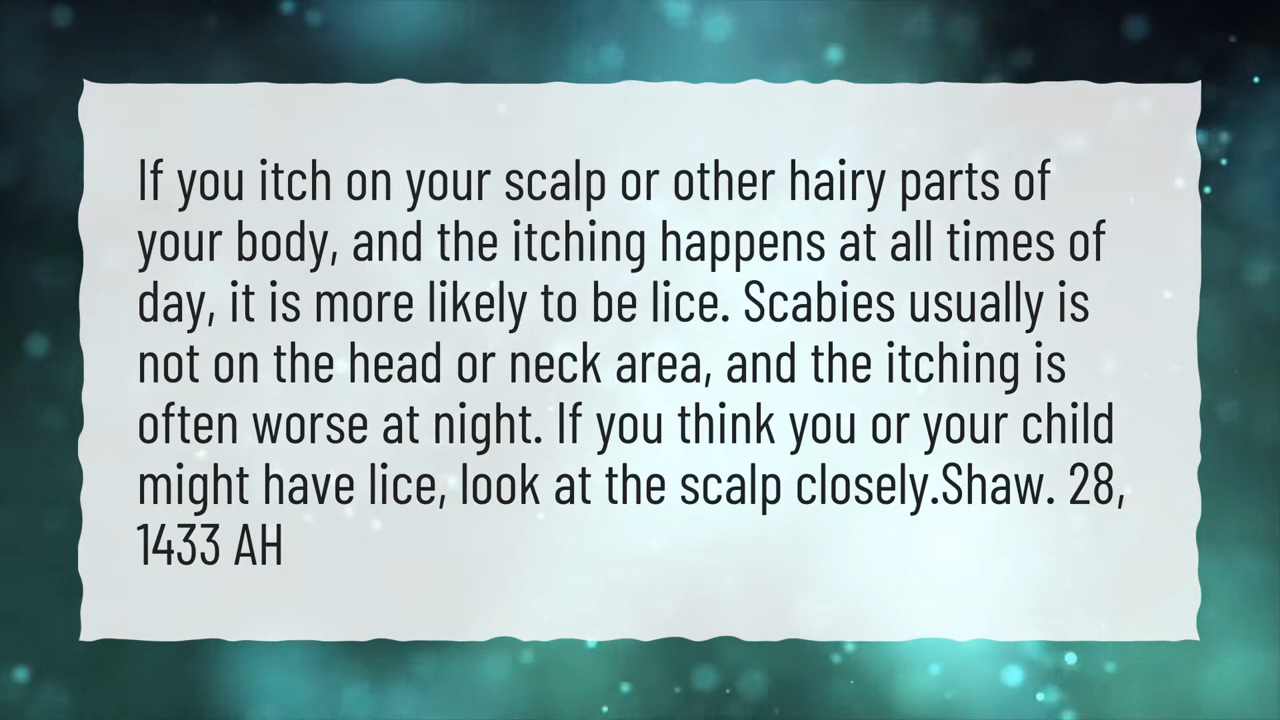 If you itch on your scalp or other hairy parts of
your body, and the itching happens at all times of
day, it is more likely to be lice. Scabies usually is
not on the head or neck area, and the itching is
often worse at night. If you think you or your child
might have lice, look at the scalp closely.Shaw. 28,
1433 AH